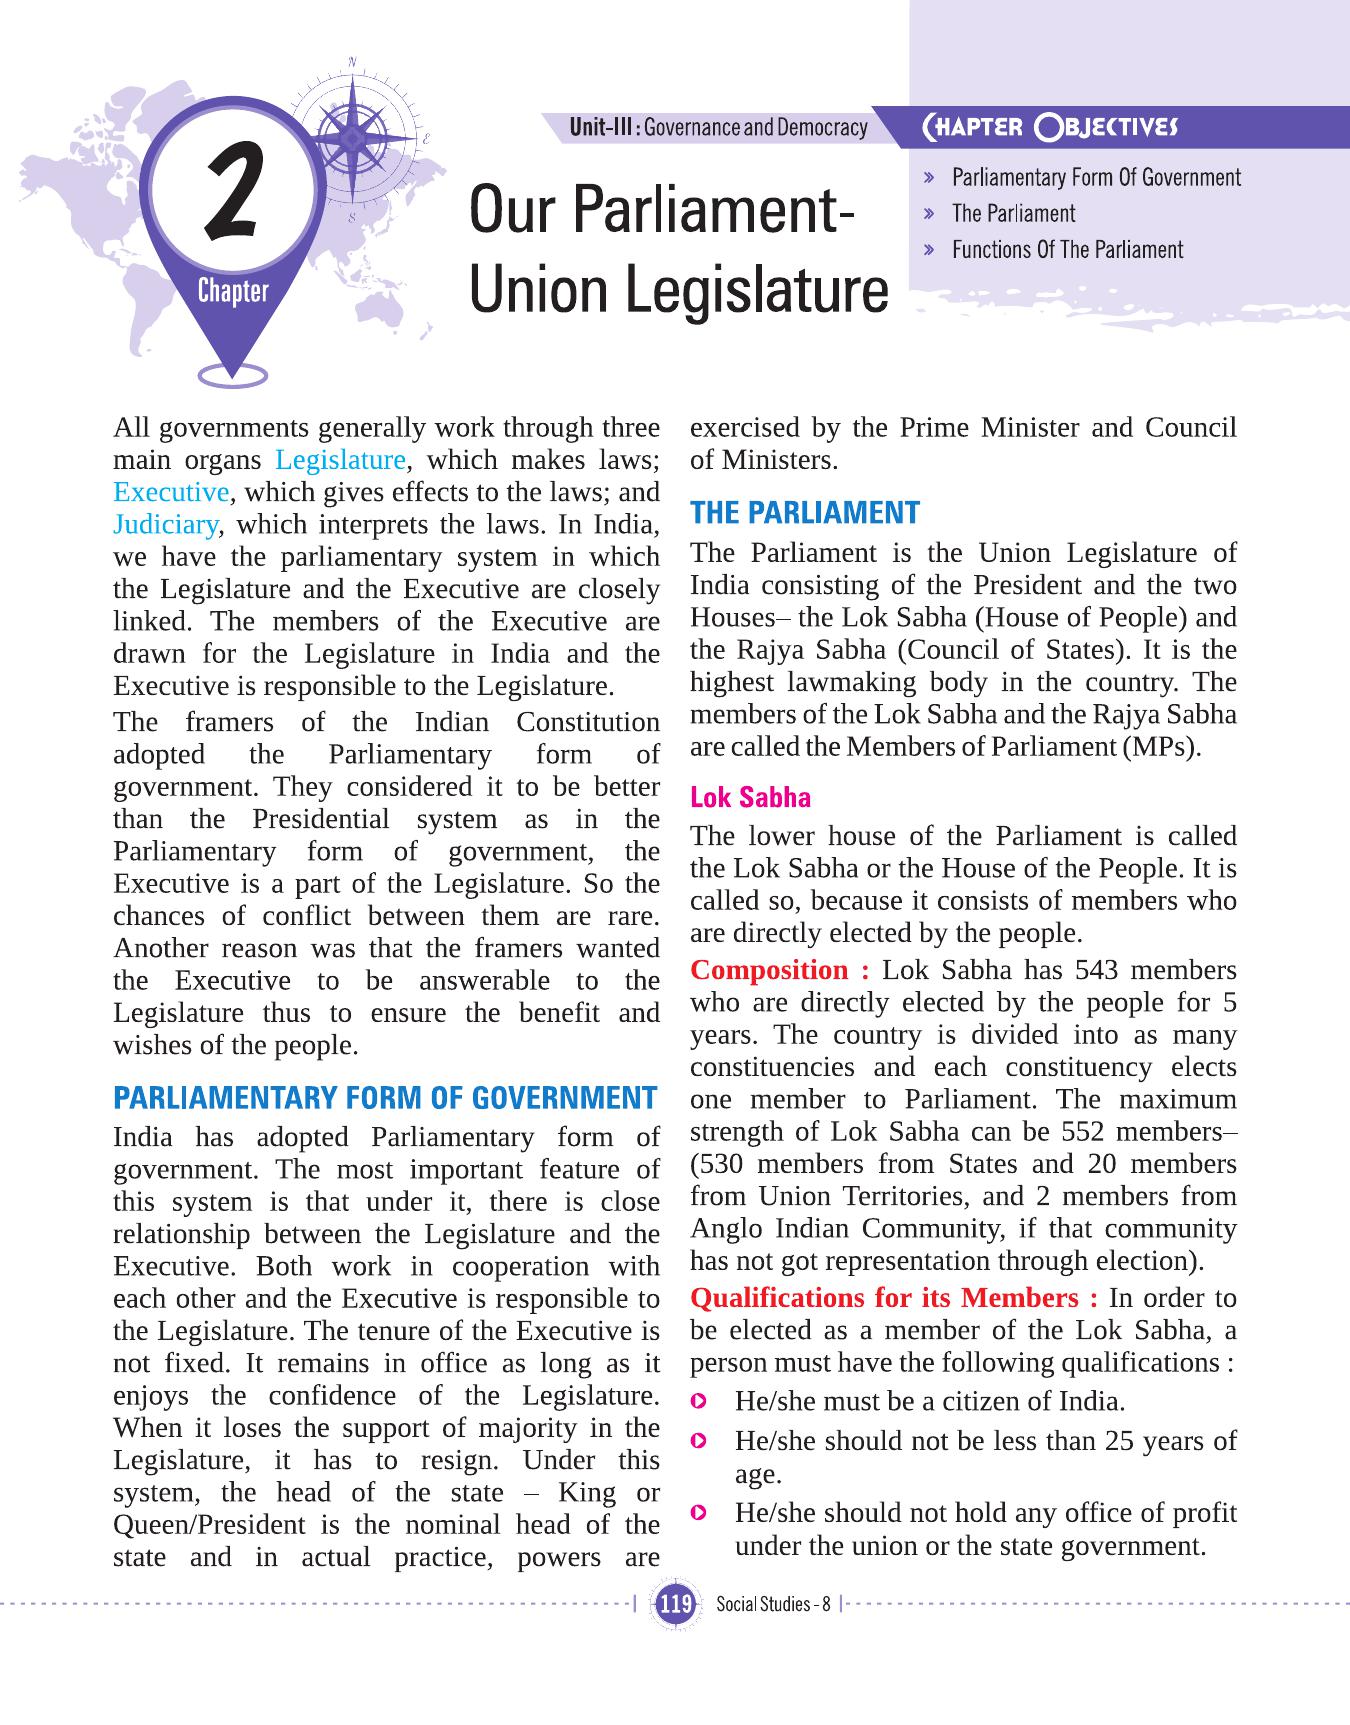 N
E
S
2
Chapter
Unit-III : Governance and Democracy
CHAPTER OBJECTIVES
» Parliamentary Form Of Government
» The Parliament
» Functions Of The Parliament
Our Parliament-
Union Legislature
All governments generally work through three
main organs Legislature, which makes laws;
Executive, which gives effects to the laws; and
Judiciary, which interprets the laws. In India,
we have the parliamentary system in which
the Legislature and the Executive are closely
linked. The members of the Executive are
drawn for the Legislature in India and the
Executive is responsible to the Legislature.
The framers of the Indian Constitution
adopted the Parliamentary form of
government. They considered it to be better
than the Presidential system as in the
Parliamentary form of government, the
Executive is a part of the Legislature. So the
chances of conflict between them are rare.
Another reason was that the framers wanted
the Executive to be answerable to the
Legislature thus to ensure the benefit and
wishes of the people.
PARLIAMENTARY FORM OF GOVERNMENT
India has adopted Parliamentary form of
government. The most important feature of
this system is that under it, there is close
relationship between the Legislature and the
Executive. Both work in cooperation with
each other and the Executive is responsible to
the Legislature. The tenure of the Executive is
not fixed. It remains in office as long as it
enjoys the confidence of the Legislature.
When it loses the support of majority in the
Legislature, it has to resign. Under this
system, the head of the state – King or
Queen/President is the nominal head of the
state and in actual practice, powers are
exercised by the Prime Minister and Council
of Ministers.
THE PARLIAMENT
The Parliament is the Union Legislature of
India consisting of the President and the two
Houses– the Lok Sabha (House of People) and
the Rajya Sabha (Council of States). It is the
highest lawmaking body in the country. The
members of the Lok Sabha and the Rajya Sabha
are called the Members of Parliament (MPs).
Lok Sabha
The lower house of the Parliament is called
the Lok Sabha or the House of the People. It is
called so, because it consists of members who
are directly elected by the people.
Composition : Lok Sabha has 543 members
who are directly elected by the people for 5
years. The country is divided into as many
constituencies and each constituency elects
one member to Parliament. The maximum
strength of Lok Sabha can be 552 members–
(530 members from States and 20 members
from Union Territories, and 2 members from
Anglo Indian Community, if that community
has not got representation through election).
Qualifications for its Members : In order to
be elected as a member of the Lok Sabha, a
person must have the following qualifications :
He/she must be a citizen of India.
He/she should not be less than 25 years of
age.
He/she should not hold any office of profit
under the union or the state government.
119 Social Studies - 8